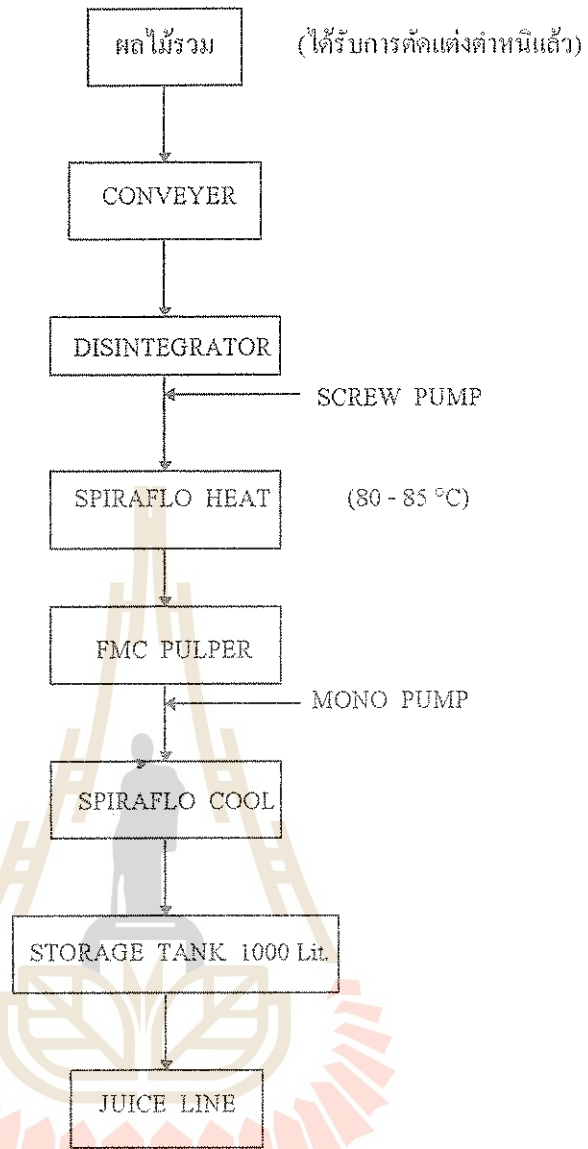 ผลไม้รวม (ได้รับการตัดแต่งตำหนิแล้ว)
CONVEYER
DISINTEGRATOR
SCREW PUMP
SPIRAFLO HEAT (80 - 85 °C)
FMC PULPER
MONO PUMP
SPIRAFLO COOL
STORAGE TANK 1000 Lit.
JUICE LINE